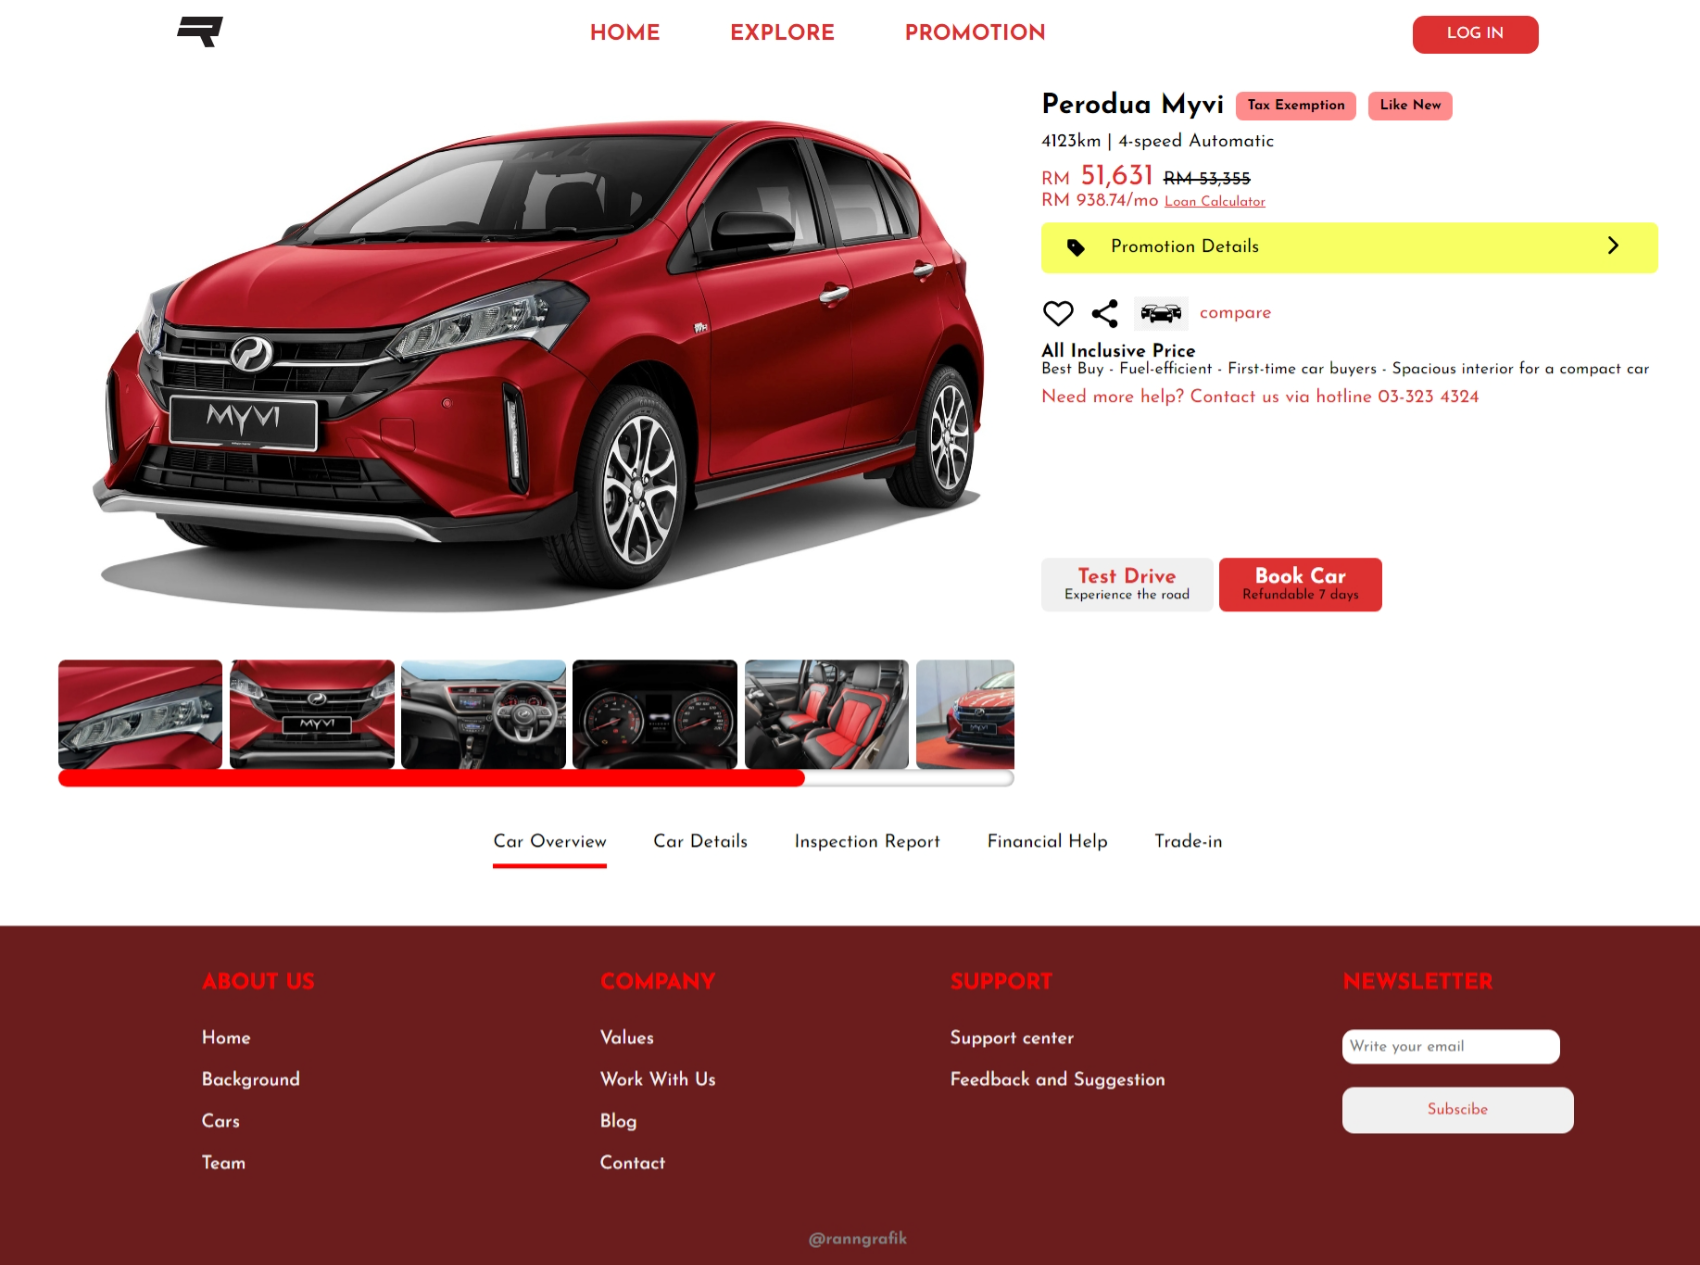 HOME EXPLORE PROMOTION LOG IN
Perodua Myvi Tax Exemption Like New
4123km | 4-speed Automatic
RM 51,631 RM 53,355
RM 938.74/mo Loan Calculator
Promotion Details
compare
All Inclusive Price
Best Buy - Fuel-efficient - First-time car buyers - Spacious interior for a compact car
Need more help? Contact us via hotline 03-323 4324
MYVI
Test Drive
Experience the road
Book Car
Refundable 7 days
MYVI
MYVI
Car Overview Car Details Inspection Report Financial Help Trade-in
ABOUT US
Home
Background
Cars
Team
COMPANY
Values
Work With Us
Blog
Contact
SUPPORT
Support center
Feedback and Suggestion
NEWSLETTER
Write your email
Subscibe
@ranngrafik